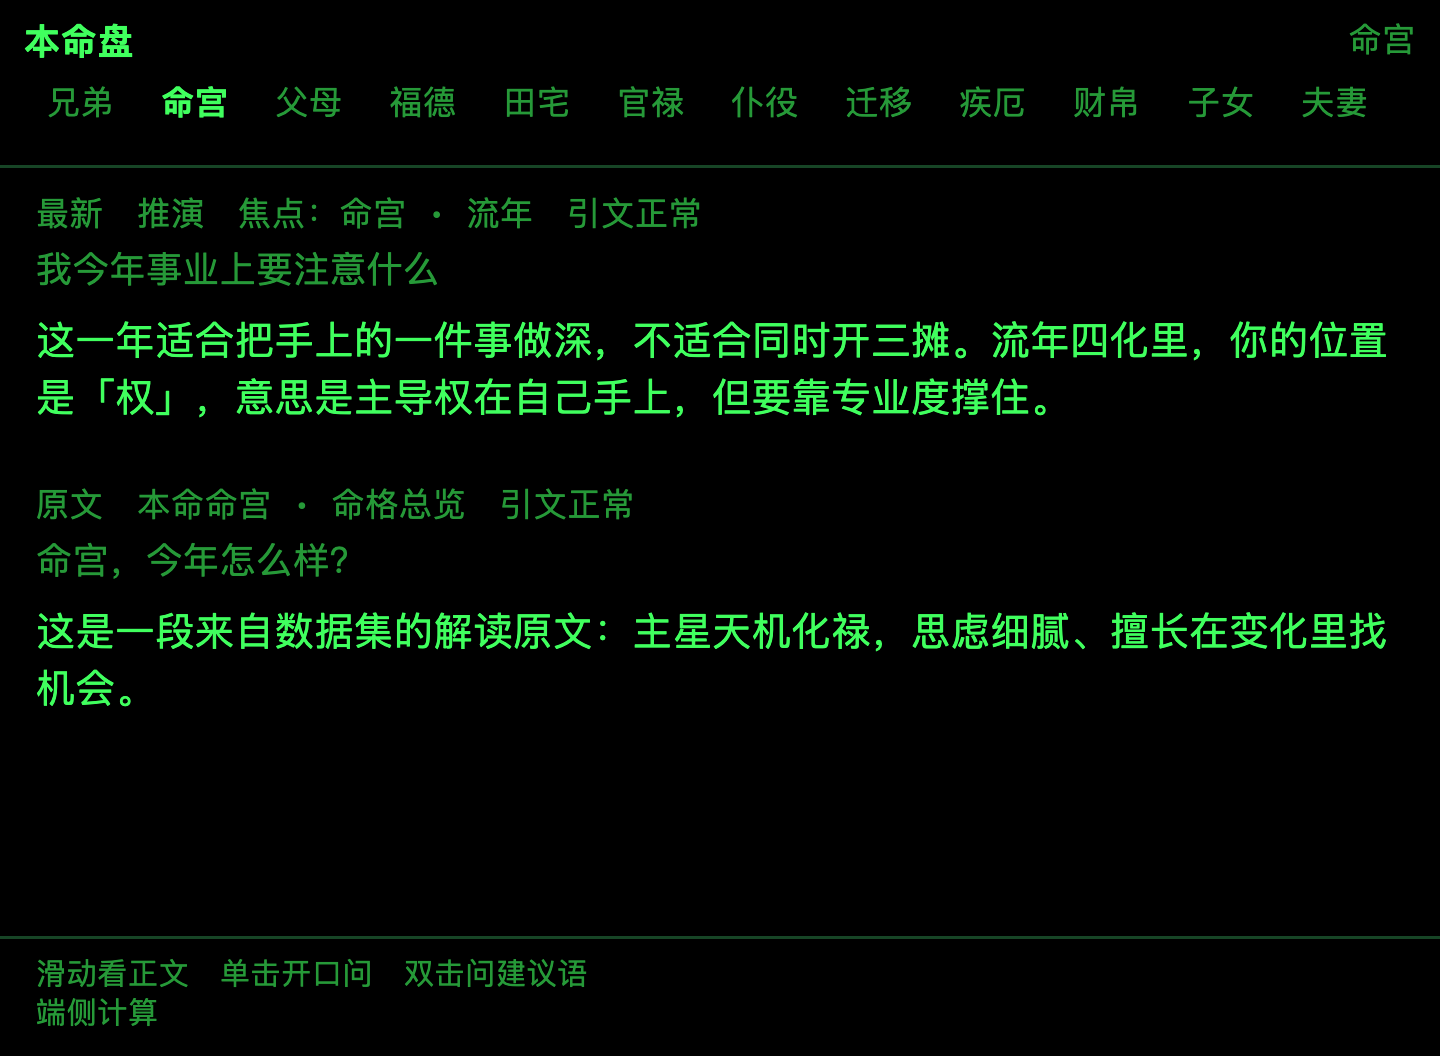 本命盘 命宫
兄弟 命宫 父母 福德 田宅 官禄 仆役 迁移 疾厄 财帛 子女 夫妻
最新 推演 焦点：命宫 · 流年 引文正常
我今年事业上要注意什么
这一年适合把手上的一件事做深，不适合同时开三摊。流年四化里，你的位置
是「权」，意思是主导权在自己手上，但要靠专业度撑住。
原文 本命命宫 · 命格总览 引文正常
命宫，今年怎么样？
这是一段来自数据集的解读原文：主星天机化禄，思虑细腻、擅长在变化里找
机会。
滑动看正文 单击开口问 双击问建议语
端侧计算